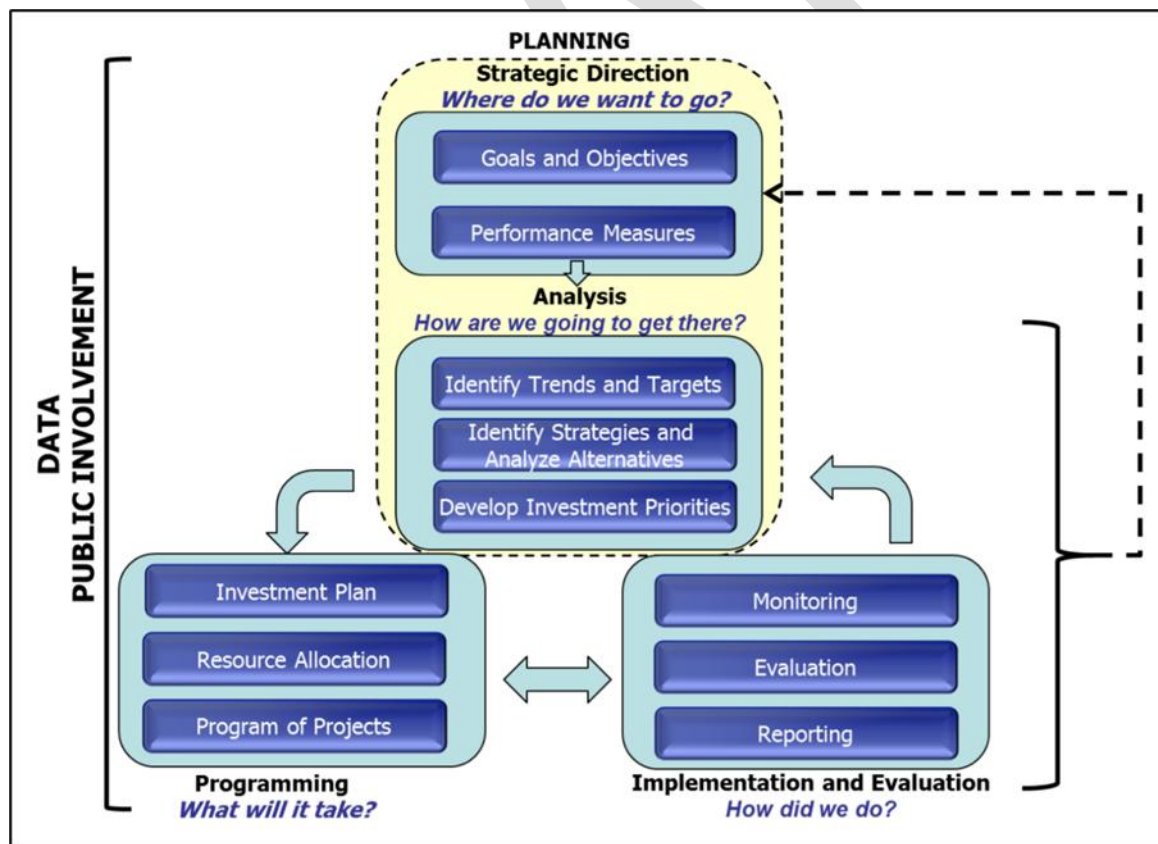 PLANNING
Strategic Direction
Where do we want to go?
Goals and Objectives
Performance Measures
Analysis
How are we going to get there?
Identify Trends and Targets
Identify Strategies and
Analyze Alternatives
Develop Investment Priorities
DATA
PUBLIC INVOLVEMENT
Investment Plan
Resource Allocation
Program of Projects
Programming
What will it take?
Monitoring
Evaluation
Reporting
Implementation and Evaluation
How did we do?